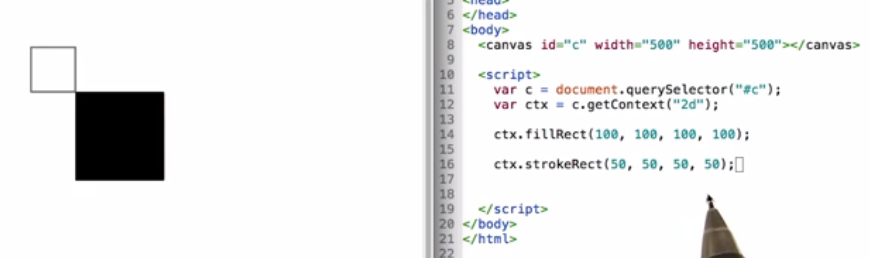 5 <head>
6 </head>
7 <body>
8 <canvas id="c" width="500" height="500"></canvas>
9
10 <script>
11 var c = document.querySelector("#c");
12 var ctx = c.getContext("2d");
13
14 ctx.fillRect(100, 100, 100, 100);
15
16 ctx.strokeRect(50, 50, 50, 50);
17
18
19 </script>
20 </body>
21 </html>
22